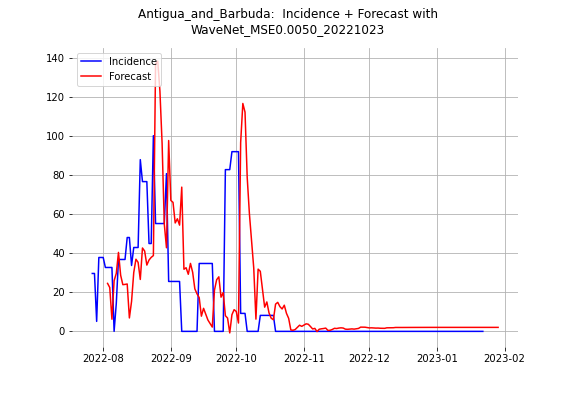 Antigua_and_Barbuda:  Incidence + Forecast with
WaveNet_MSE0.0050_20221023
Incidence
Forecast
140
120
100
80
60
40
20
0
2022-08 2022-09 2022-10 2022-11 2022-12 2023-01 2023-02